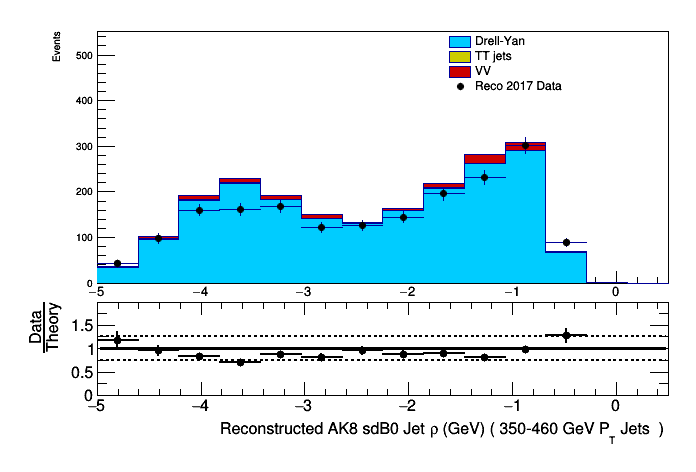 Events
500
400
300
200
100
0
Drell-Yan
TT jets
VV
Reco 2017 Data
−5 −4 −3 −2 −1 0
Data
Theory
1.5
1
0.5
0
−5 −4 −3 −2 −1 0
Reconstructed AK8 sdB0 Jet ρ (GeV) ( 350-460 GeV P_T Jets )